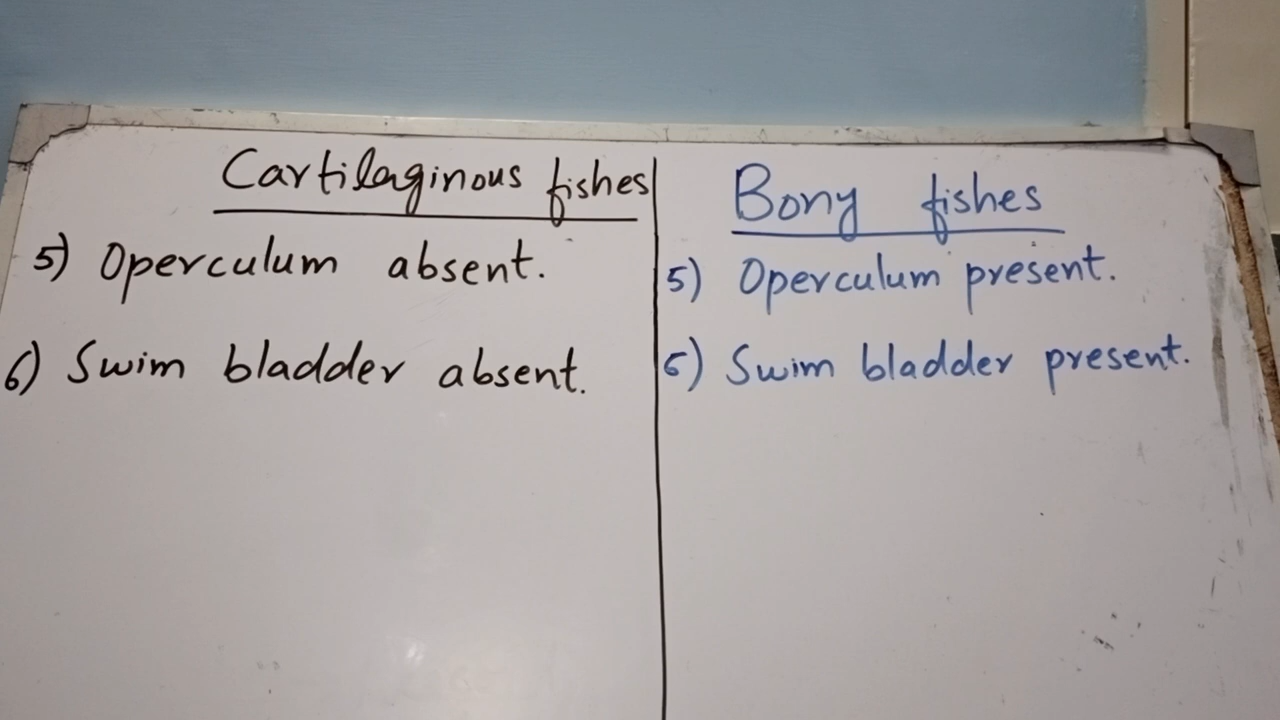 Cartilaginous fishes
5) Operculum absent.
6) Swim bladder absent.
Bony fishes
5) Operculum present.
6) Swim bladder present.